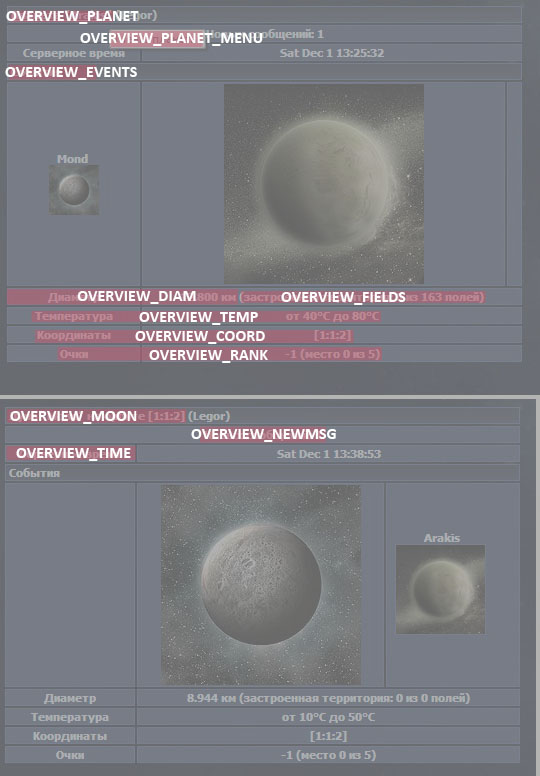 OVERVIEW_PLANET (Legor)
OVERVIEW_PLANET_MENU сообщений: 1
Серверное время Sat Dec 1 13:25:32
OVERVIEW_EVENTS
Mond
OVERVIEW_DIAM 800 км OVERVIEW_FIELDS из 163 полей)
Температура OVERVIEW_TEMP от 40°C до 80°C
Координаты OVERVIEW_COORD [1:1:2]
Очки OVERVIEW_RANK -1 (место 0 из 5)
OVERVIEW_MOON [1:1:2] (Legor)
OVERVIEW_NEWMSG
OVERVIEW_TIME Sat Dec 1 13:38:53
События
Arakis
Диаметр 8.944 км (застроенная территория: 0 из 0 полей)
Температура от 10°C до 50°C
Координаты [1:1:2]
Очки -1 (место 0 из 5)